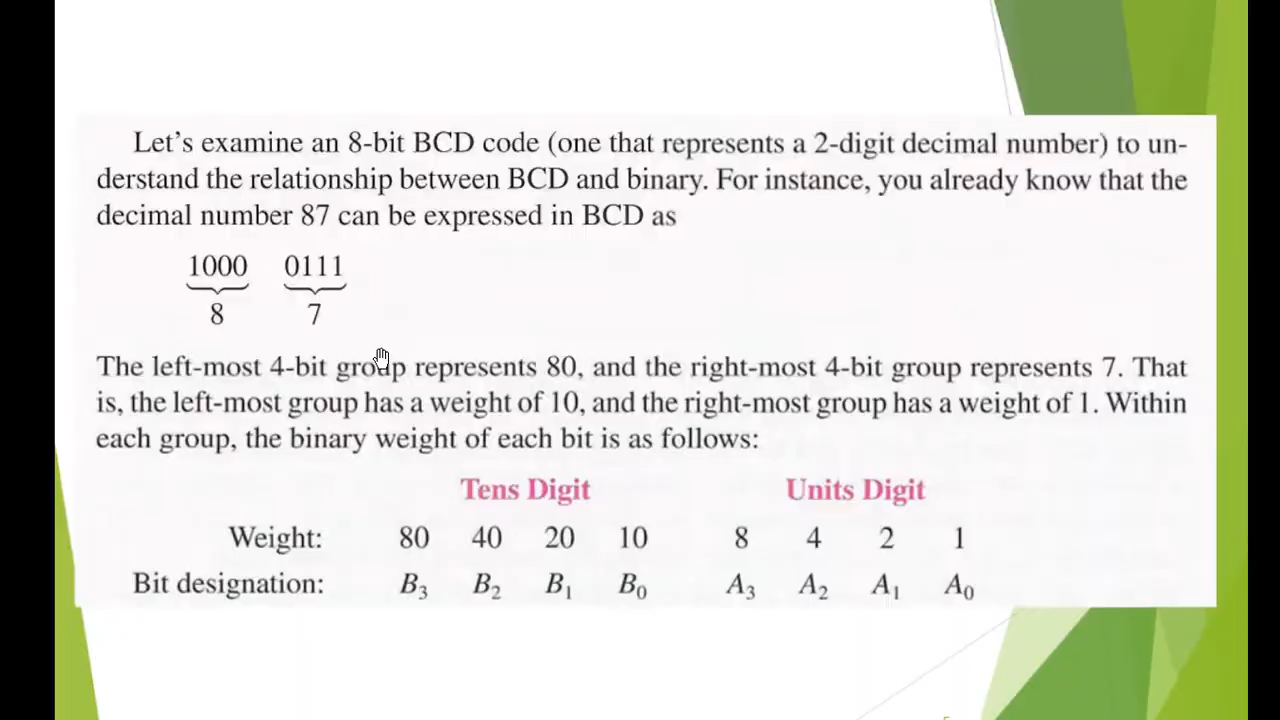 Let's examine an 8-bit BCD code (one that represents a 2-digit decimal number) to un-
derstand the relationship between BCD and binary. For instance, you already know that the
decimal number 87 can be expressed in BCD as
1000 0111
8 7
The left-most 4-bit group represents 80, and the right-most 4-bit group represents 7. That
is, the left-most group has a weight of 10, and the right-most group has a weight of 1. Within
each group, the binary weight of each bit is as follows:
Tens Digit Units Digit
Weight: 80 40 20 10 8 4 2 1
Bit designation: B₃ B₂ B₁ B₀ A₃ A₂ A₁ A₀